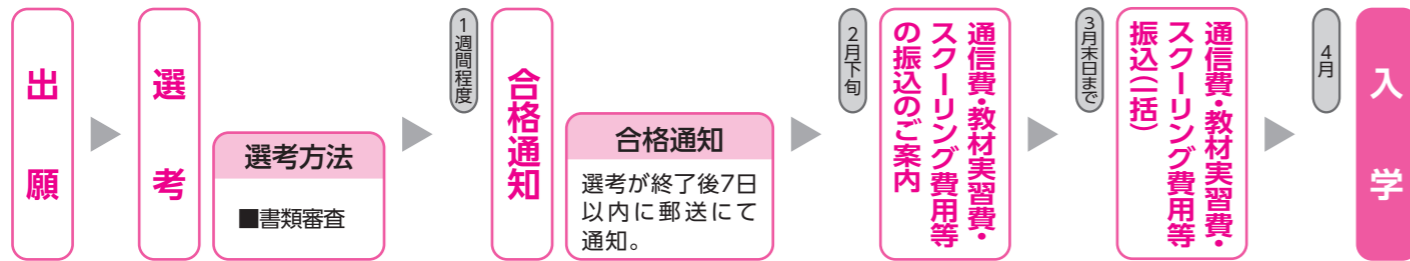 出願
選考
選考方法
■書類審査
1週間程度
合格通知
合格通知
選考が終了後7日
以内に郵送にて
通知。
2月下旬
通信費・教材実習費・
スクーリング費用等
の振込のご案内
3月末日まで
通信費・教材実習費・
スクーリング費用等
振込(一括)
4月
入学